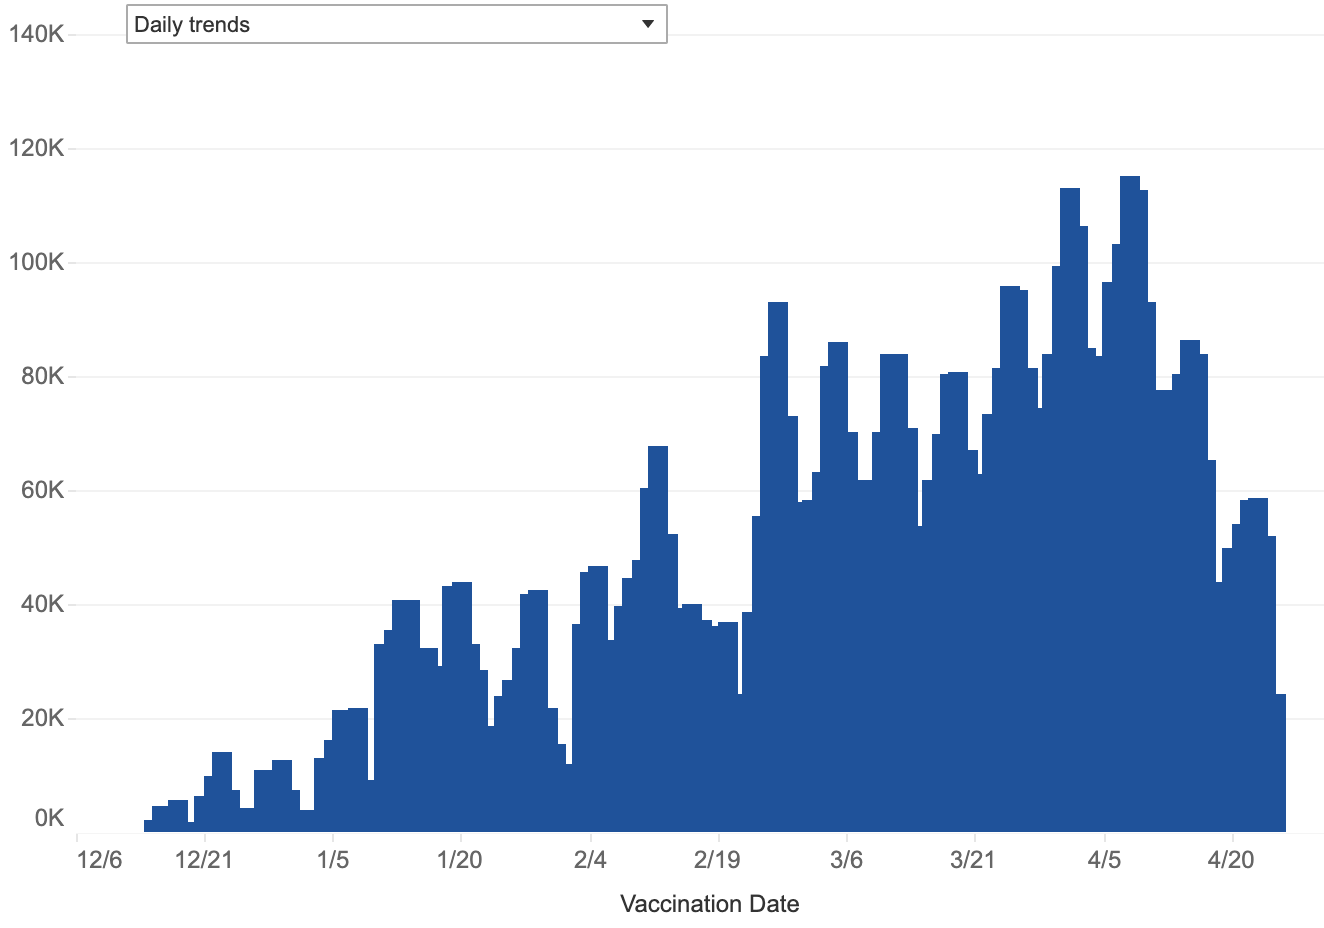 Daily trends
140K
120K
100K
80K
60K
40K
20K
0K
12/6 12/21 1/5 1/20 2/4 2/19 3/6 3/21 4/5 4/20
Vaccination Date